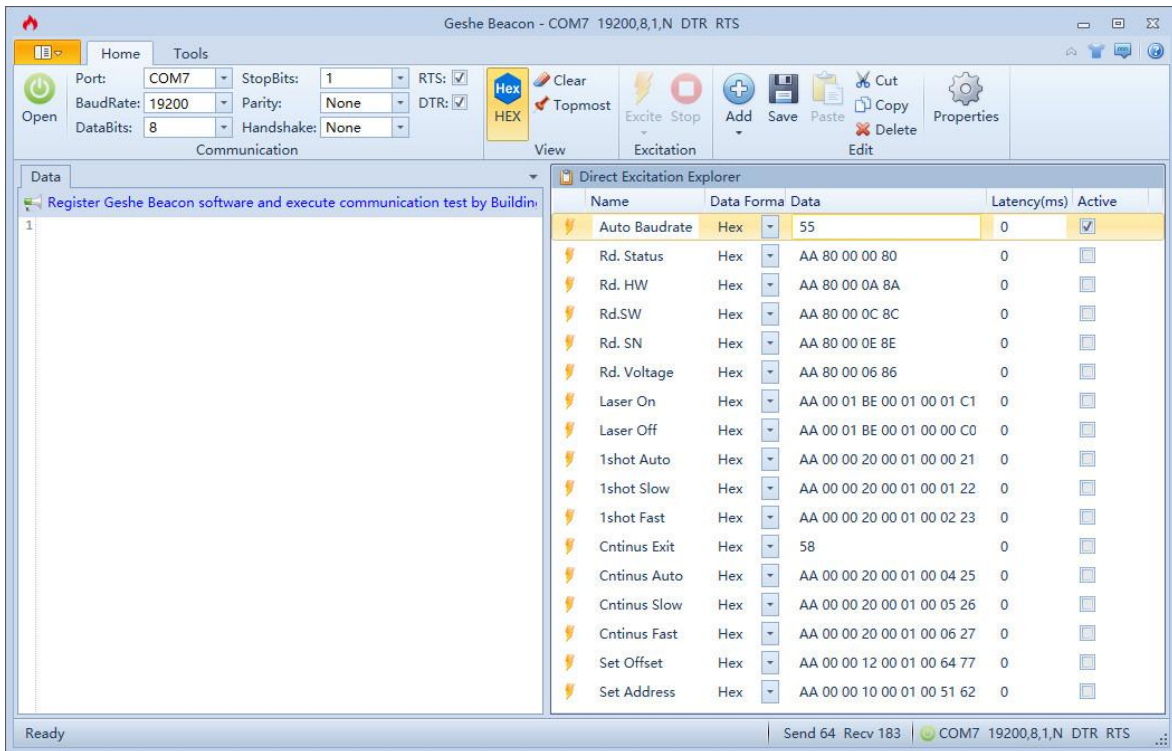 Geshe Beacon - COM7 19200,8,1,N DTR RTS
Home Tools
Port: COM7 StopBits: 1 RTS:
BaudRate: 19200 Parity: None DTR:
DataBits: 8 Handshake: None
Open
Communication
Hex
HEX
Clear
Topmost
View
Excite Stop
Excitation
Add Save Paste
Cut
Copy
Delete
Edit
Properties
Data
Register Geshe Beacon software and execute communication test by Buildin
1
Direct Excitation Explorer
Name Data Forma Data Latency(ms) Active
Auto Baudrate Hex 55 0
Rd. Status Hex AA 80 00 00 80 0
Rd. HW Hex AA 80 00 0A 8A 0
Rd.SW Hex AA 80 00 0C 8C 0
Rd. SN Hex AA 80 00 0E 8E 0
Rd. Voltage Hex AA 80 00 06 86 0
Laser On Hex AA 00 01 BE 00 01 00 01 C1 0
Laser Off Hex AA 00 01 BE 00 01 00 00 C0 0
1shot Auto Hex AA 00 00 20 00 01 00 00 21 0
1shot Slow Hex AA 00 00 20 00 01 00 01 22 0
1shot Fast Hex AA 00 00 20 00 01 00 02 23 0
Cntinus Exit Hex 58 0
Cntinus Auto Hex AA 00 00 20 00 01 00 04 25 0
Cntinus Slow Hex AA 00 00 20 00 01 00 05 26 0
Cntinus Fast Hex AA 00 00 20 00 01 00 06 27 0
Set Offset Hex AA 00 00 12 00 01 00 64 77 0
Set Address Hex AA 00 00 10 00 01 00 51 62 0
Ready
Send 64 Recv 183 COM7 19200,8,1,N DTR RTS